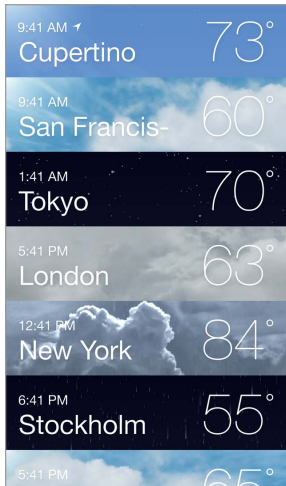 9:41 AM
Cupertino
73°
9:41 AM
San Francis-
60°
1:41 AM
Tokyo
70°
5:41 PM
London
63°
12:41 PM
New York
84°
6:41 PM
Stockholm
55°
5:41 PM
65°